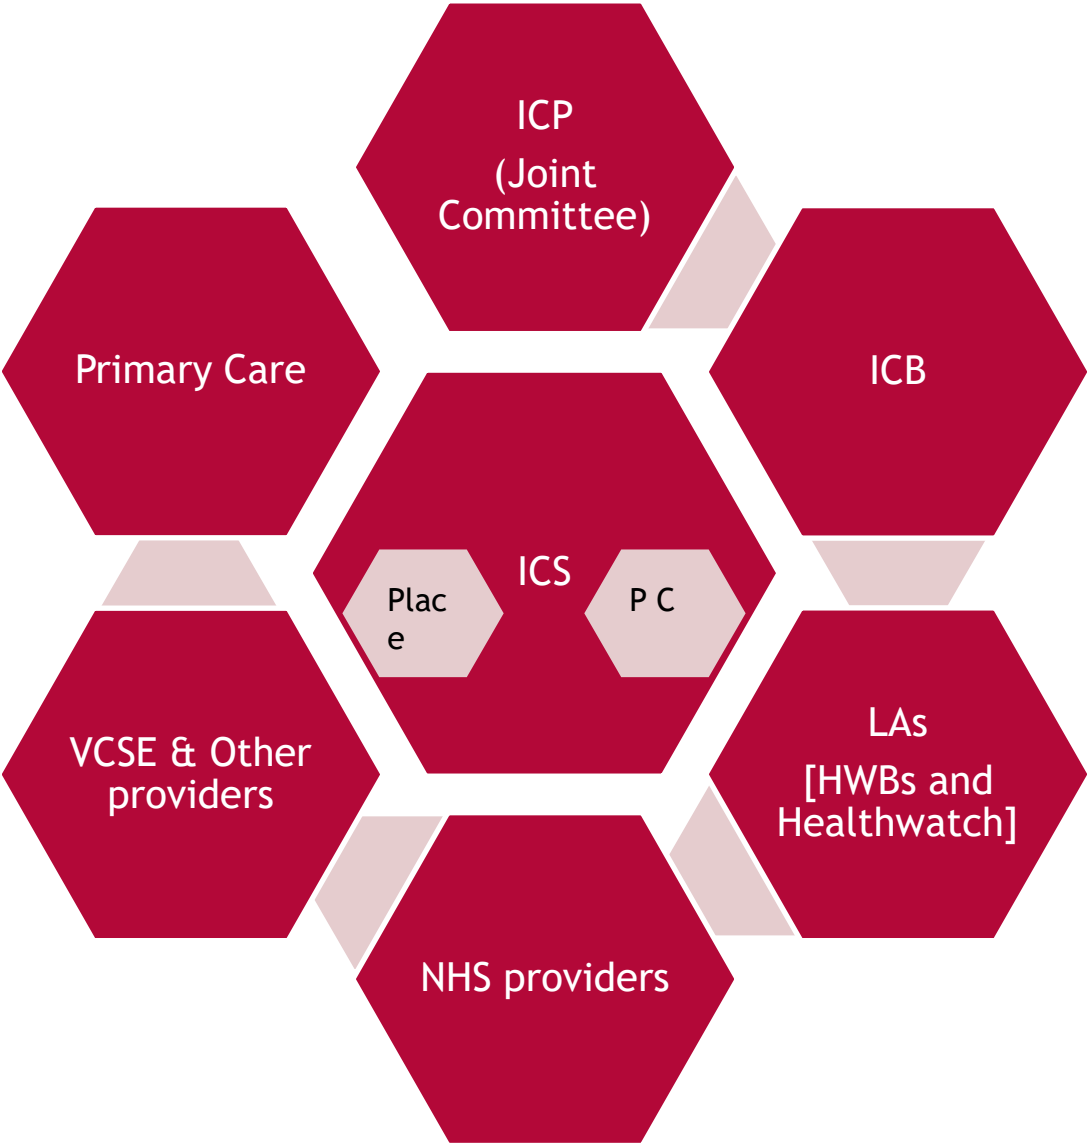 ICP
(Joint
Committee)
Primary Care
ICB
ICS
Plac
e
P C
VCSE & Other
providers
LAs
[HWBs and
Healthwatch]
NHS providers